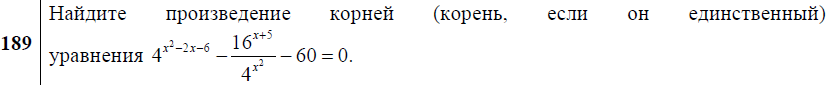 Найдите произведение корней (корень, если он единственный)
189 уравнения $4^{x^2-2x-6} - \frac{16^{x+5}}{4^{x^2}} - 60 = 0.$